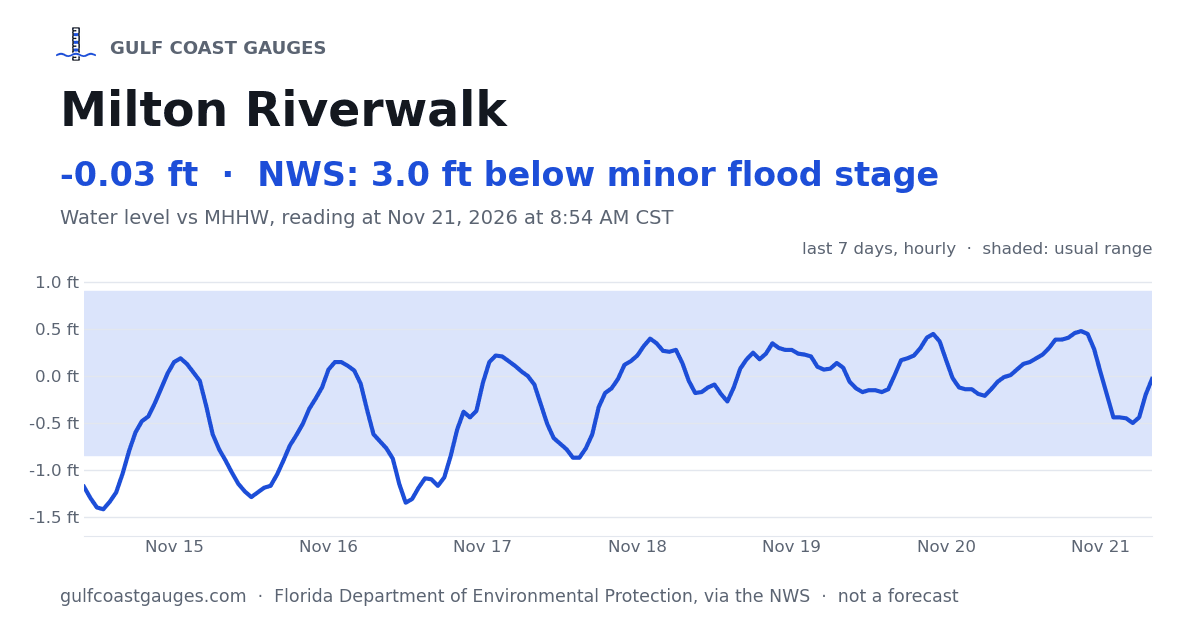 GULF COAST GAUGES
Milton Riverwalk
-0.03 ft · NWS: 3.0 ft below minor flood stage
Water level vs MHHW, reading at Nov 21, 2026 at 8:54 AM CST
last 7 days, hourly · shaded: usual range
1.0 ft
0.5 ft
0.0 ft
-0.5 ft
-1.0 ft
-1.5 ft
Nov 15 Nov 16 Nov 17 Nov 18 Nov 19 Nov 20 Nov 21
gulfcoastgauges.com · Florida Department of Environmental Protection, via the NWS · not a forecast